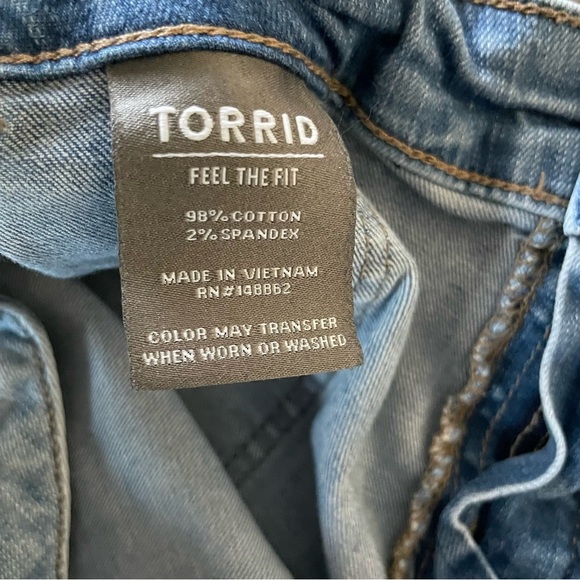 TORRID
FEEL THE FIT
98% COTTON
2% SPANDEX
MADE IN VIETNAM
RN#148862
COLOR MAY TRANSFER
WHEN WORN OR WASHED